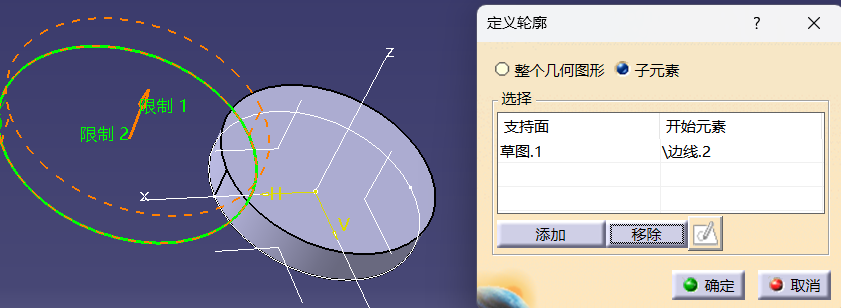 限制 1
限制 2
Z
X
H
V
定义轮廓
?
整个几何图形 子元素
选择
支持面 开始元素
草图.1 \边线.2
添加 移除
确定 取消